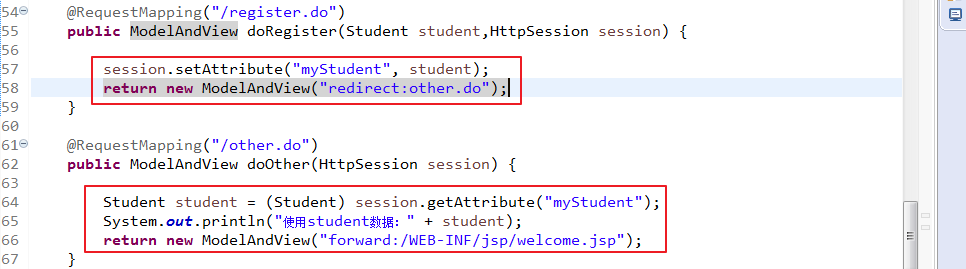 54 @RequestMapping("/register.do")
55 public ModelAndView doRegister(Student student,HttpSession session) {
56
57 session.setAttribute("myStudent", student);
58 return new ModelAndView("redirect:other.do");
59 }
60
61 @RequestMapping("/other.do")
62 public ModelAndView doOther(HttpSession session) {
63
64 Student student = (Student) session.getAttribute("myStudent");
65 System.out.println("使用student数据：" + student);
66 return new ModelAndView("forward:/WEB-INF/jsp/welcome.jsp");
67 }